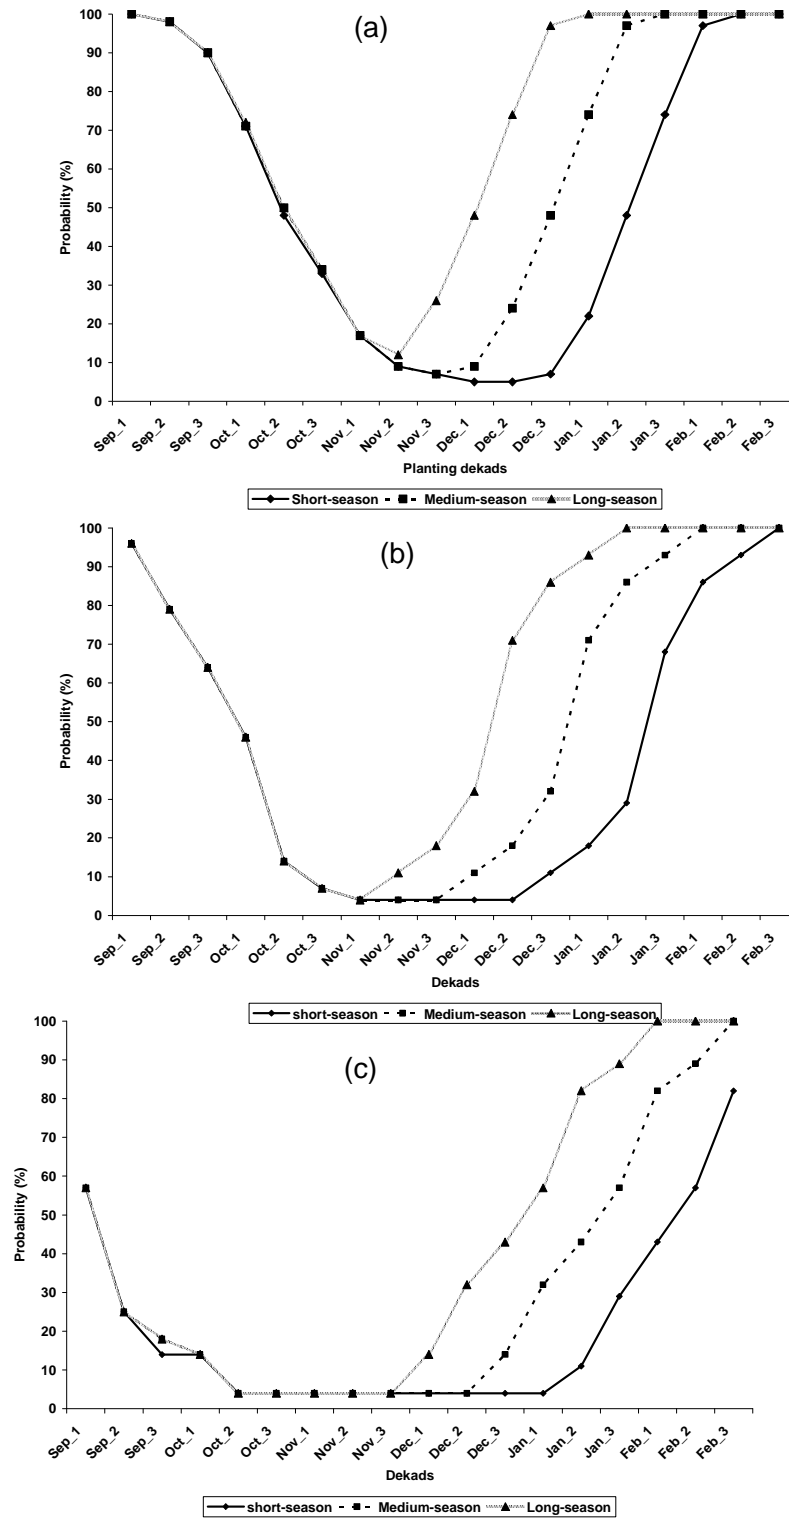 (a)
Probability (%)
100
90
80
70
60
50
40
30
20
10
0
Sep_1 Sep_2 Sep_3 Oct_1 Oct_2 Oct_3 Nov_1 Nov_2 Nov_3 Dec_1 Dec_2 Dec_3 Jan_1 Jan_2 Jan_3 Feb_1 Feb_2 Feb_3
Planting dekads
Short-season Medium-season Long-season
(b)
Probability (%)
100
90
80
70
60
50
40
30
20
10
0
Sep_1 Sep_2 Sep_3 Oct_1 Oct_2 Oct_3 Nov_1 Nov_2 Nov_3 Dec_1 Dec_2 Dec_3 Jan_1 Jan_2 Jan_3 Feb_1 Feb_2 Feb_3
Dekads
short-season Medium-season Long-season
(c)
Probability (%)
100
90
80
70
60
50
40
30
20
10
0
Sep_1 Sep_2 Sep_3 Oct_1 Oct_2 Oct_3 Nov_1 Nov_2 Nov_3 Dec_1 Dec_2 Dec_3 Jan_1 Jan_2 Jan_3 Feb_1 Feb_2 Feb_3
Dekads
short-season Medium-season Long-season